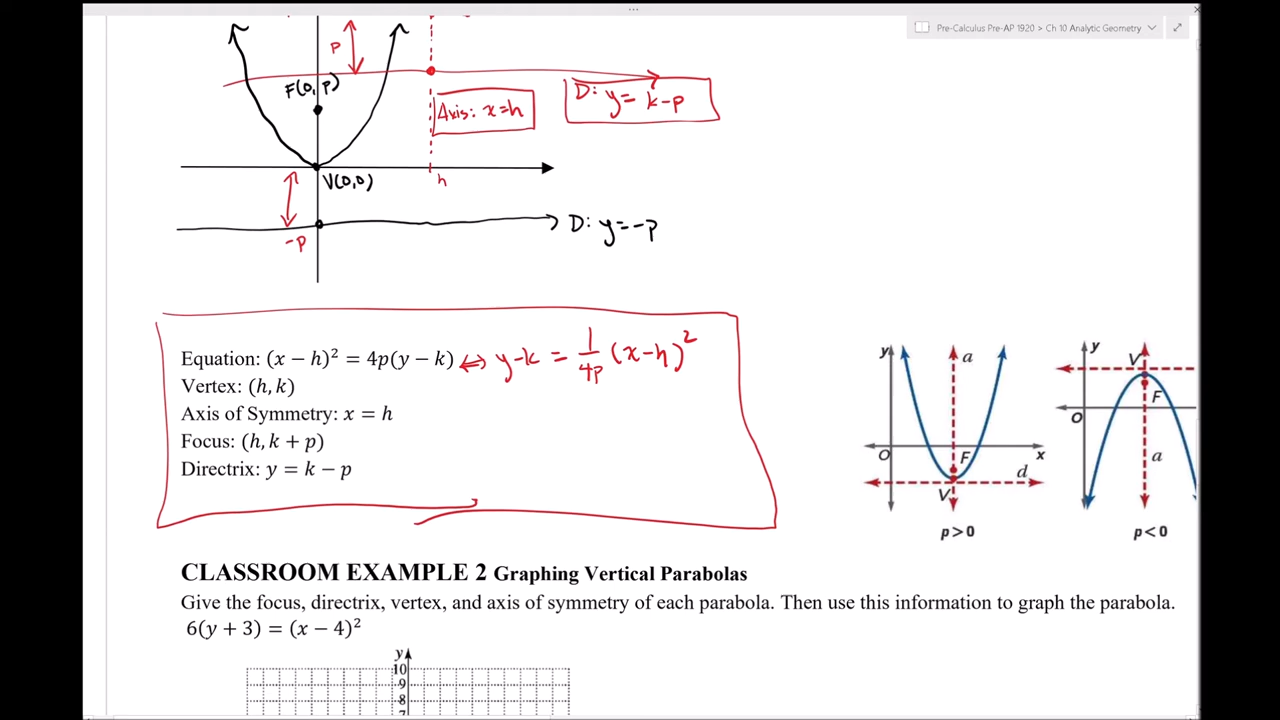 Pre-Calculus Pre-AP 1920 > Ch 10 Analytic Geometry
p
F(0, p)
Axis: x=h
D: y = k-p
V(0,0)
h
-p
D: y=-p
Equation: (x − h)² = 4p(y − k) ⇔ y-k = 1/4p (x-h)²
Vertex: (h, k)
Axis of Symmetry: x = h
Focus: (h, k + p)
Directrix: y = k − p
y
a
O
x
F
d
V
p>0
y
V
F
O
a
p<0
CLASSROOM EXAMPLE 2 Graphing Vertical Parabolas
Give the focus, directrix, vertex, and axis of symmetry of each parabola. Then use this information to graph the parabola.
6(y + 3) = (x − 4)²
y
10
9
8